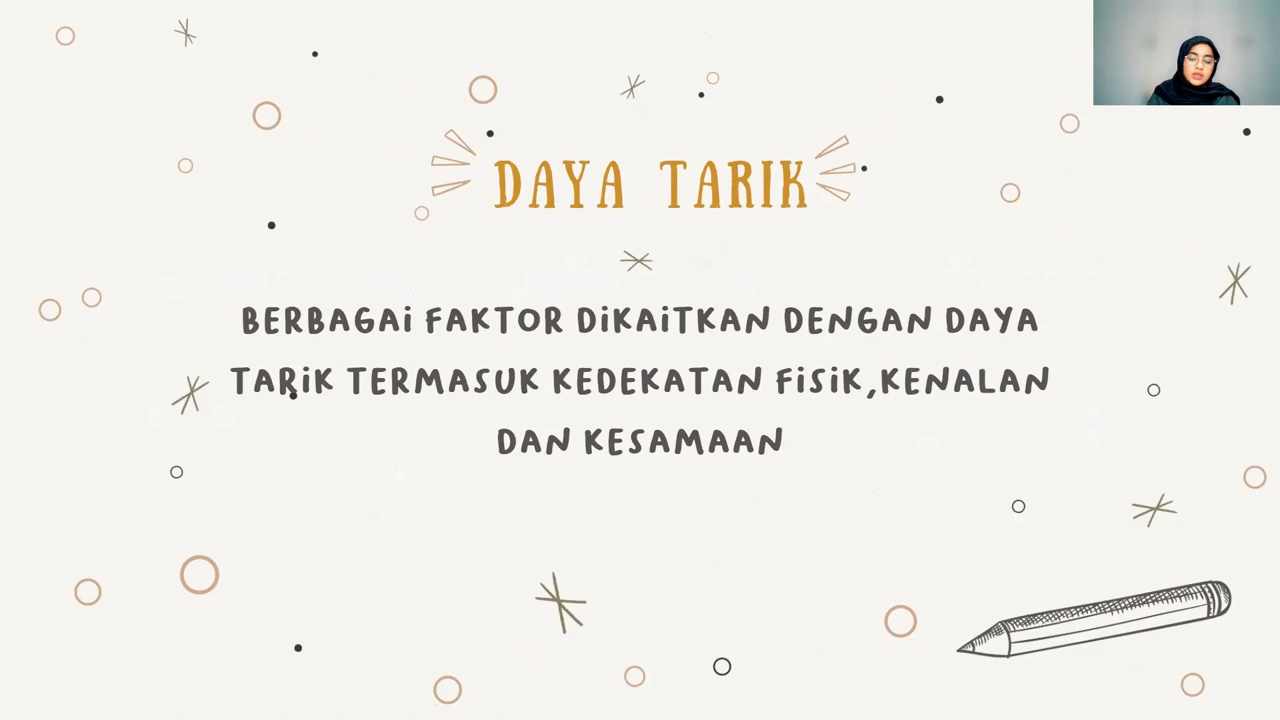 DAYA TARIK
BERBAGAI FAKTOR DIKAITKAN DENGAN DAYA
TARIK TERMASUK KEDEKATAN FISIK,KENALAN
DAN KESAMAAN